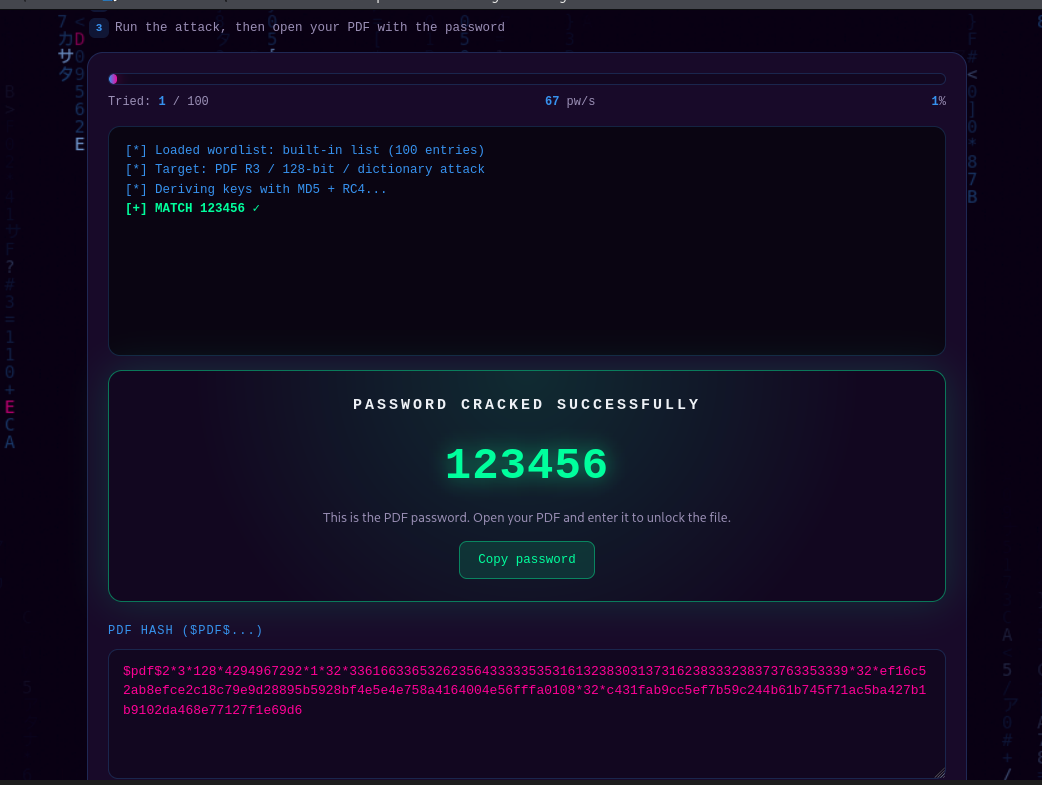 3 Run the attack, then open your PDF with the password
Tried: 1 / 100 67 pw/s 1%
[*] Loaded wordlist: built-in list (100 entries)
[*] Target: PDF R3 / 128-bit / dictionary attack
[*] Deriving keys with MD5 + RC4...
[+] MATCH 123456 ✓
PASSWORD CRACKED SUCCESSFULLY
123456
This is the PDF password. Open your PDF and enter it to unlock the file.
Copy password
PDF HASH ($PDF$...)
$pdf$2*3*128*4294967292*1*32*3361663365326235643333353531613238303137316238333238373763353339*32*ef16c5
2ab8efce2c18c79e9d28895b5928bf4e5e4e758a4164004e56fffa0108*32*c431fab9cc5ef7b59c244b61b745f71ac5ba427b1
b9102da468e77127f1e69d6